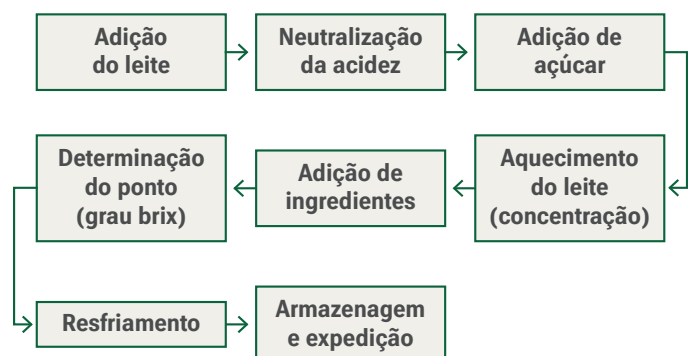 Adição
do leite
Neutralização
da acidez
Adição de
açúcar
Aquecimento
do leite
(concentração)
Adição de
ingredientes
Determinação
do ponto
(grau brix)
Resfriamento
Armazenagem
e expedição